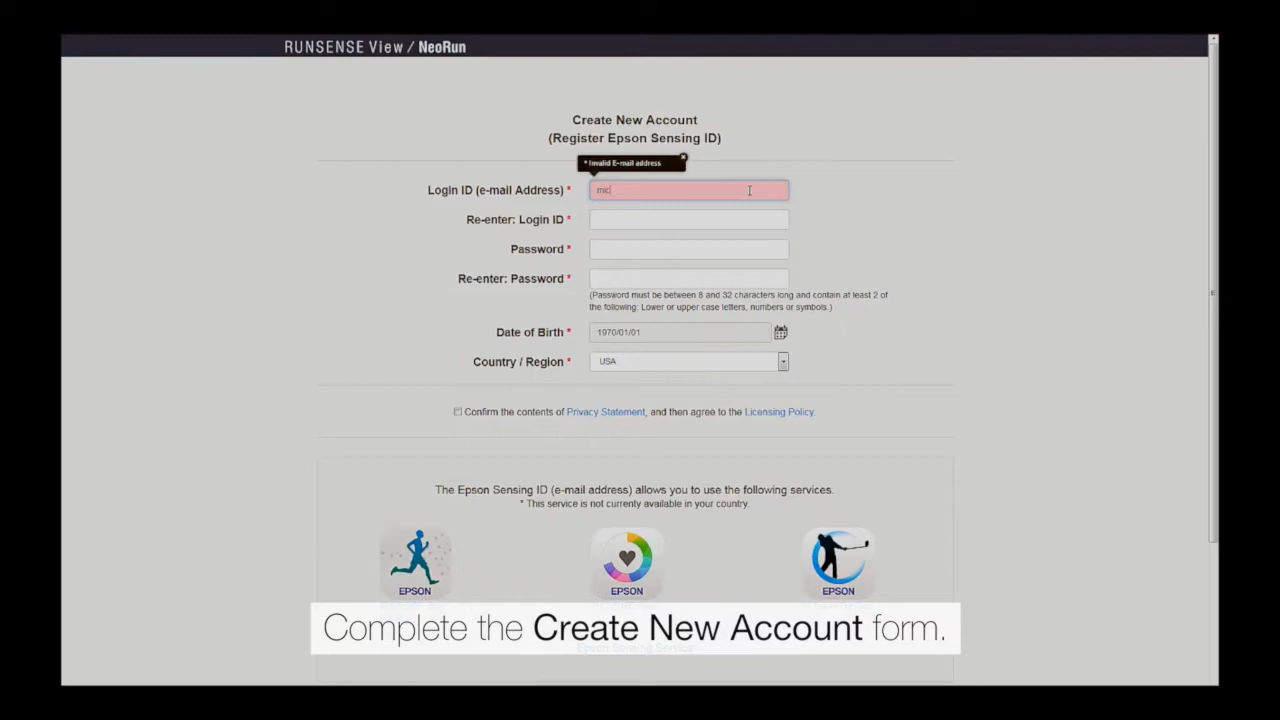 RUNSENSE View / NeoRun
Create New Account
(Register Epson Sensing ID)
* Invalid E-mail address
Login ID (e-mail Address) *
mic
Re-enter: Login ID *
Password *
Re-enter: Password *
(Password must be between 8 and 32 characters long and contain at least 2 of
the following: Lower or upper case letters, numbers or symbols.)
Date of Birth *
1970/01/01
Country / Region *
USA
Confirm the contents of Privacy Statement, and then agree to the Licensing Policy.
The Epson Sensing ID (e-mail address) allows you to use the following services.
* This service is not currently available in your country.
EPSON
EPSON
EPSON
Complete the Create New Account form.
Epson Sensing Service